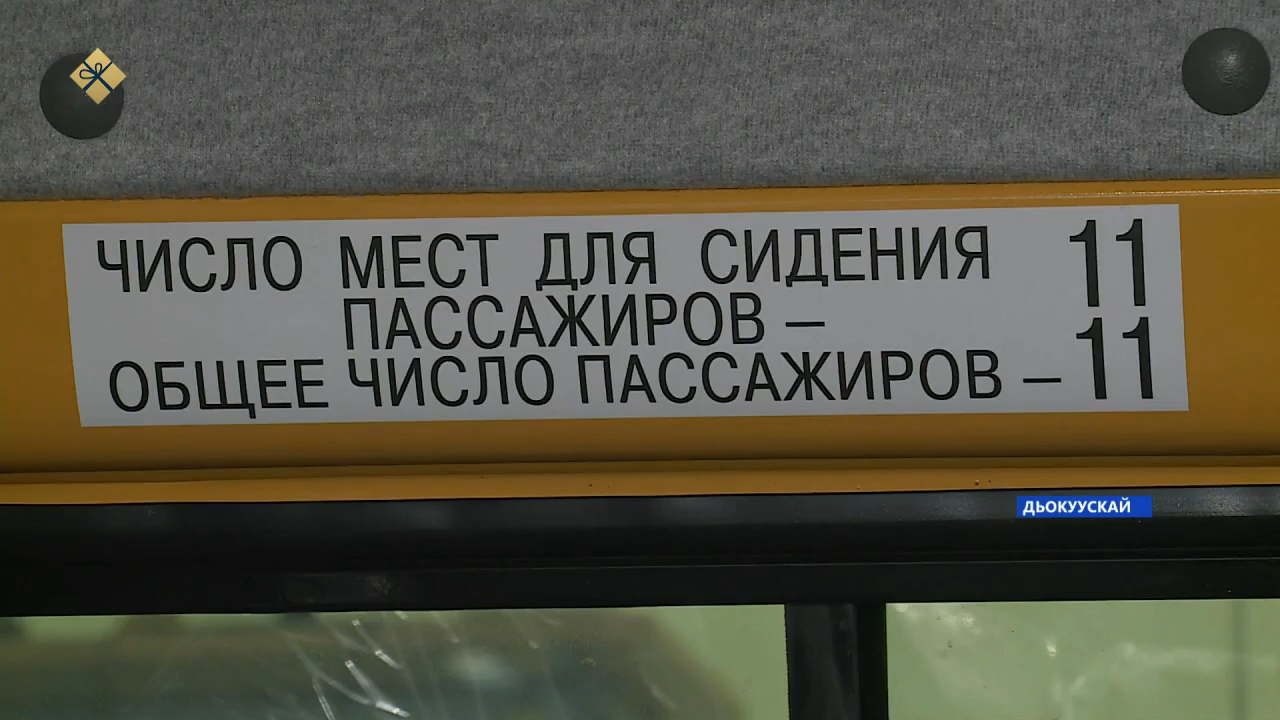 ЧИСЛО МЕСТ ДЛЯ СИДЕНИЯ 11
ПАССАЖИРОВ –
ОБЩЕЕ ЧИСЛО ПАССАЖИРОВ – 11
ДЬОКУУСКАЙ